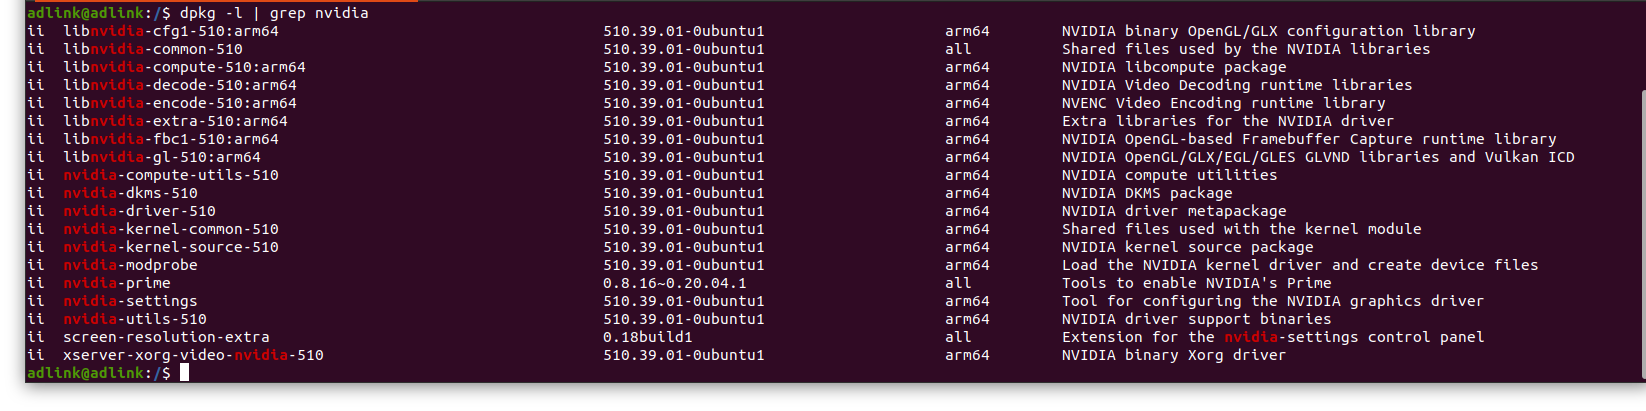 adlink@adlink:/$ dpkg -l | grep nvidia
ii  libnvidia-cfg1-510:arm64                                    510.39.01-0ubuntu1                    arm64        NVIDIA binary OpenGL/GLX configuration library
ii  libnvidia-common-510                                        510.39.01-0ubuntu1                    all          Shared files used by the NVIDIA libraries
ii  libnvidia-compute-510:arm64                                 510.39.01-0ubuntu1                    arm64        NVIDIA libcompute package
ii  libnvidia-decode-510:arm64                                  510.39.01-0ubuntu1                    arm64        NVIDIA Video Decoding runtime libraries
ii  libnvidia-encode-510:arm64                                  510.39.01-0ubuntu1                    arm64        NVENC Video Encoding runtime library
ii  libnvidia-extra-510:arm64                                   510.39.01-0ubuntu1                    arm64        Extra libraries for the NVIDIA driver
ii  libnvidia-fbc1-510:arm64                                    510.39.01-0ubuntu1                    arm64        NVIDIA OpenGL-based Framebuffer Capture runtime library
ii  libnvidia-gl-510:arm64                                      510.39.01-0ubuntu1                    arm64        NVIDIA OpenGL/GLX/EGL/GLES GLVND libraries and Vulkan ICD
ii  nvidia-compute-utils-510                                    510.39.01-0ubuntu1                    arm64        NVIDIA compute utilities
ii  nvidia-dkms-510                                             510.39.01-0ubuntu1                    arm64        NVIDIA DKMS package
ii  nvidia-driver-510                                           510.39.01-0ubuntu1                    arm64        NVIDIA driver metapackage
ii  nvidia-kernel-common-510                                    510.39.01-0ubuntu1                    arm64        Shared files used with the kernel module
ii  nvidia-kernel-source-510                                    510.39.01-0ubuntu1                    arm64        NVIDIA kernel source package
ii  nvidia-modprobe                                             510.39.01-0ubuntu1                    arm64        Load the NVIDIA kernel driver and create device files
ii  nvidia-prime                                                0.8.16~0.20.04.1                      all          Tools to enable NVIDIA's Prime
ii  nvidia-settings                                             510.39.01-0ubuntu1                    arm64        Tool for configuring the NVIDIA graphics driver
ii  nvidia-utils-510                                            510.39.01-0ubuntu1                    arm64        NVIDIA driver support binaries
ii  screen-resolution-extra                                     0.18build1                            all          Extension for the nvidia-settings control panel
ii  xserver-xorg-video-nvidia-510                               510.39.01-0ubuntu1                    arm64        NVIDIA binary Xorg driver
adlink@adlink:/$